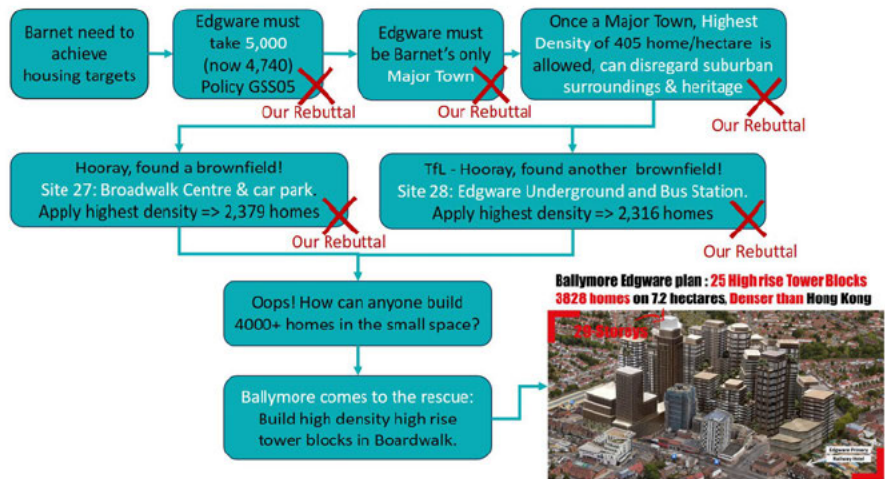 Barnet need to
achieve
housing targets
Edgware must
take 5,000
(now 4,740)
Policy GSS05
Our Rebuttal
Edgware must
be Barnet's only
Major Town
Our Rebuttal
Once a Major Town, Highest
Density of 405 home/hectare is
allowed, can disregard suburban
surroundings & heritage
Our Rebuttal
Hooray, found a brownfield!
Site 27: Broadwalk Centre & car park.
Apply highest density => 2,379 homes
Our Rebuttal
TfL - Hooray, found another brownfield!
Site 28: Edgware Underground and Bus Station.
Apply highest density => 2,316 homes
Our Rebuttal
Oops! How can anyone build
4000+ homes in the small space?
Ballymore comes to the rescue:
Build high density high rise
tower blocks in Boardwalk.
Ballymore Edgware plan : 25 High rise Tower Blocks
3828 homes on 7.2 hectares, Denser than Hong Kong
29 Storeys
Edgware Primary
Railway Hotel